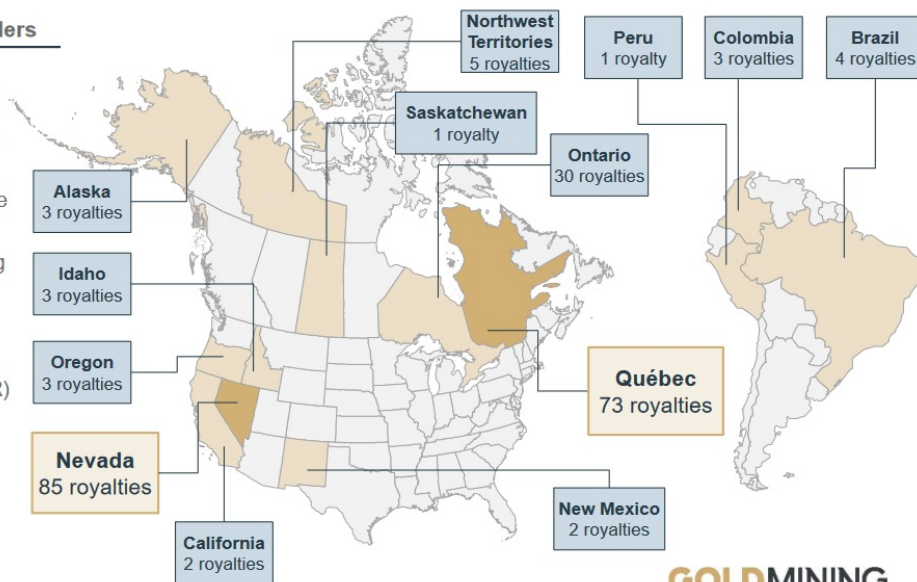 Northwest
Territories
5 royalties
Peru
1 royalty
Colombia
3 royalties
Brazil
4 royalties
Saskatchewan
1 royalty
Ontario
30 royalties
Alaska
3 royalties
Idaho
3 royalties
Oregon
3 royalties
Québec
73 royalties
Nevada
85 royalties
New Mexico
2 royalties
California
2 royalties
GOLDMINING